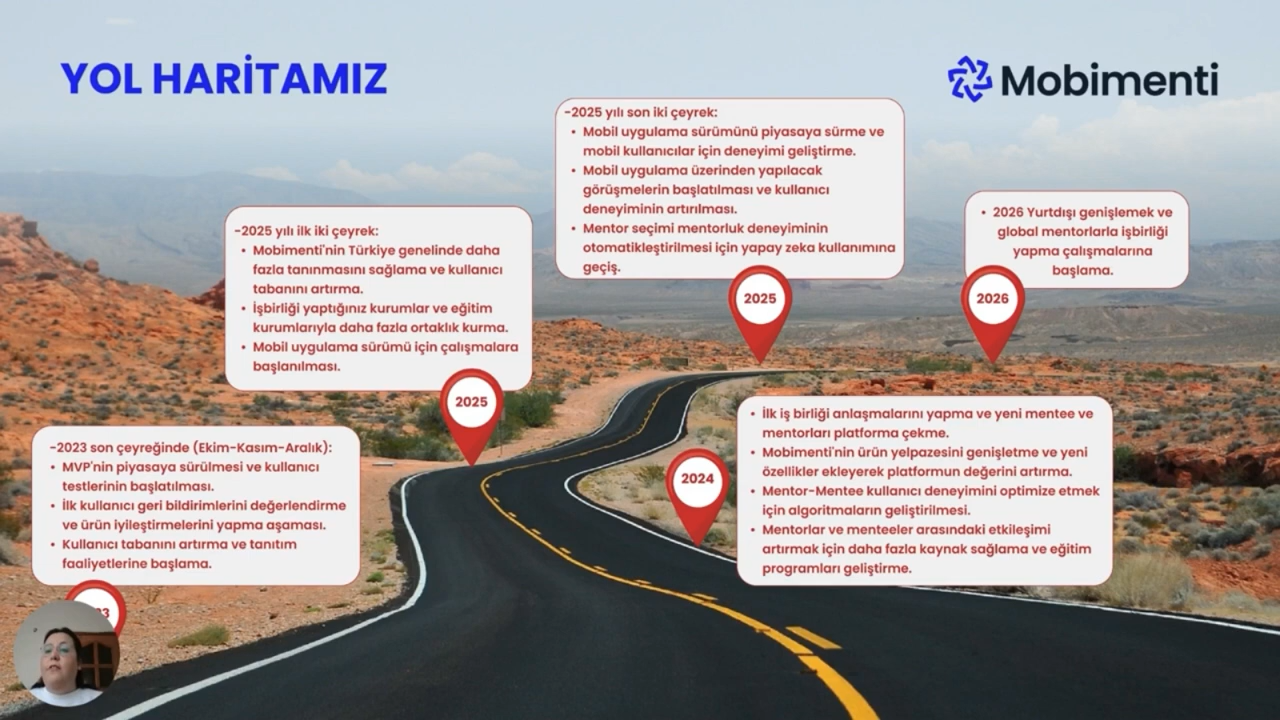 YOL HARİTAMIZ
Mobimenti
-2025 yılı son iki çeyrek:
• Mobil uygulama sürümünü piyasaya sürme ve
mobil kullanıcılar için deneyimi geliştirme.
• Mobil uygulama üzerinden yapılacak
görüşmelerin başlatılması ve kullanıcı
deneyiminin artırılması.
• Mentor seçimi mentorluk deneyiminin
otomatikleştirilmesi için yapay zeka kullanımına
geçiş.
2025
• 2026 Yurtdışı genişlemek ve
global mentorlarla işbirliği
yapma çalışmalarına
başlama.
2026
-2025 yılı ilk iki çeyrek:
• Mobimenti'nin Türkiye genelinde daha
fazla tanınmasını sağlama ve kullanıcı
tabanını artırma.
• İşbirliği yaptığınız kurumlar ve eğitim
kurumlarıyla daha fazla ortaklık kurma.
• Mobil uygulama sürümü için çalışmalara
başlanılması.
2025
• İlk iş birliği anlaşmalarını yapma ve yeni mentee ve
mentorları platforma çekme.
• Mobimenti'nin ürün yelpazesini genişletme ve yeni
özellikler ekleyerek platformun değerini artırma.
• Mentor-Mentee kullanıcı deneyimini optimize etmek
için algoritmaların geliştirilmesi.
• Mentorlar ve menteeler arasındaki etkileşimi
artırmak için daha fazla kaynak sağlama ve eğitim
programları geliştirme.
2024
-2023 son çeyreğinde (Ekim-Kasım-Aralık):
• MVP'nin piyasaya sürülmesi ve kullanıcı
testlerinin başlatılması.
• İlk kullanıcı geri bildirimlerini değerlendirme
ve ürün iyileştirmelerini yapma aşaması.
• Kullanıcı tabanını artırma ve tanıtım
faaliyetlerine başlama.